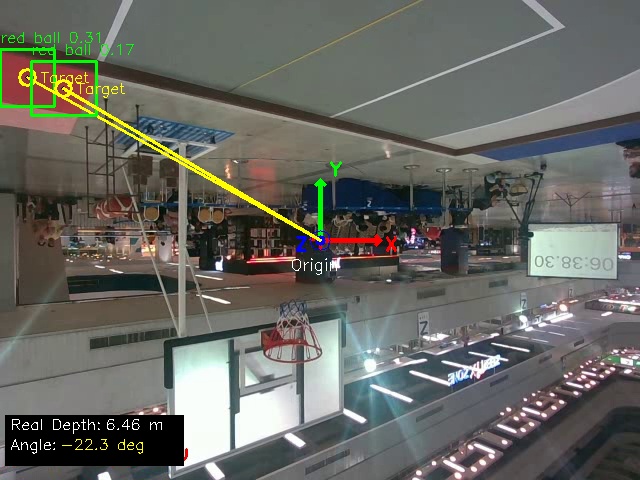 red ball 0.31
red ball 0.17
Target
Target
Y
Z
X
Origin
06:38.30
Z
Z
Real Depth: 6.46 m
Angle: -22.3 deg